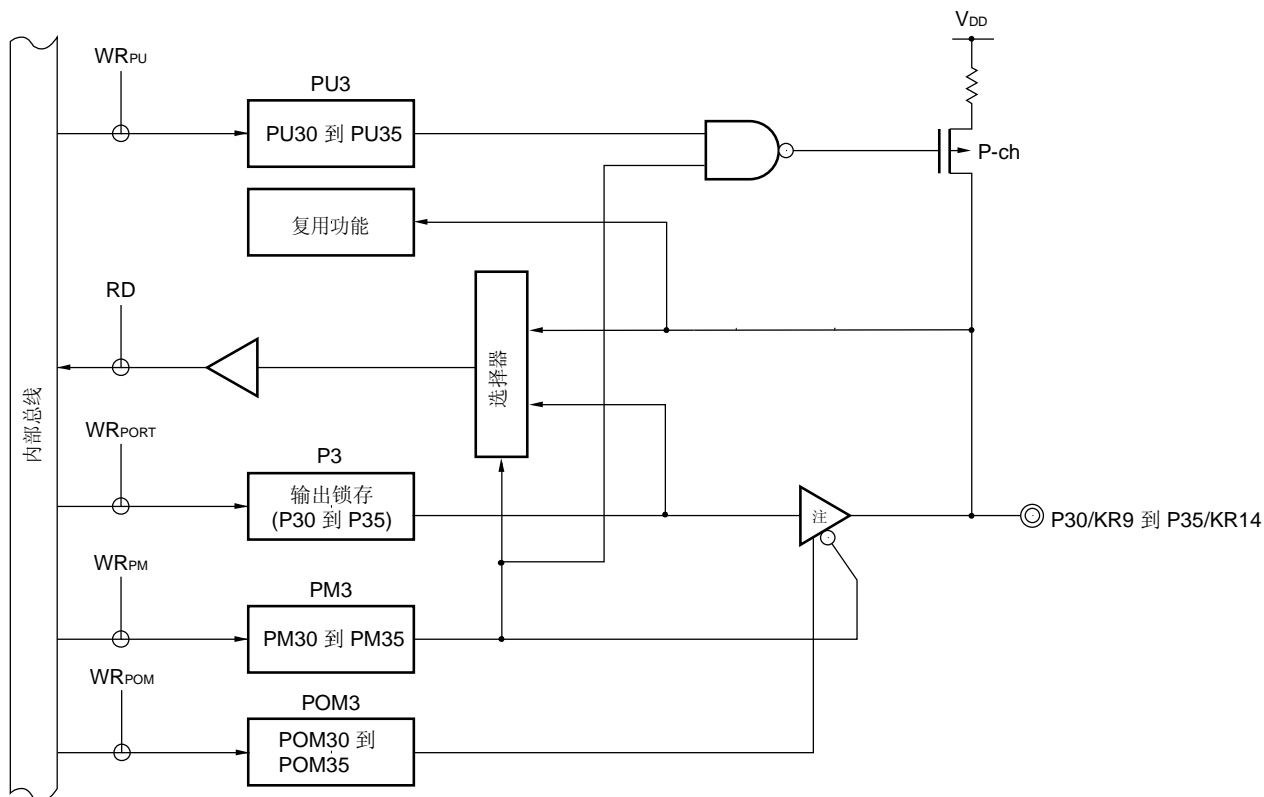 VDD
WRPU
PU3
PU30 到 PU35
P-ch
复用功能
RD
选择器
内部总线
WRPORT
P3
输出锁存
(P30 到 P35)
注
P30/KR9 到 P35/KR14
WRPM
PM3
PM30 到 PM35
WRPOM
POM3
POM30 到
POM35